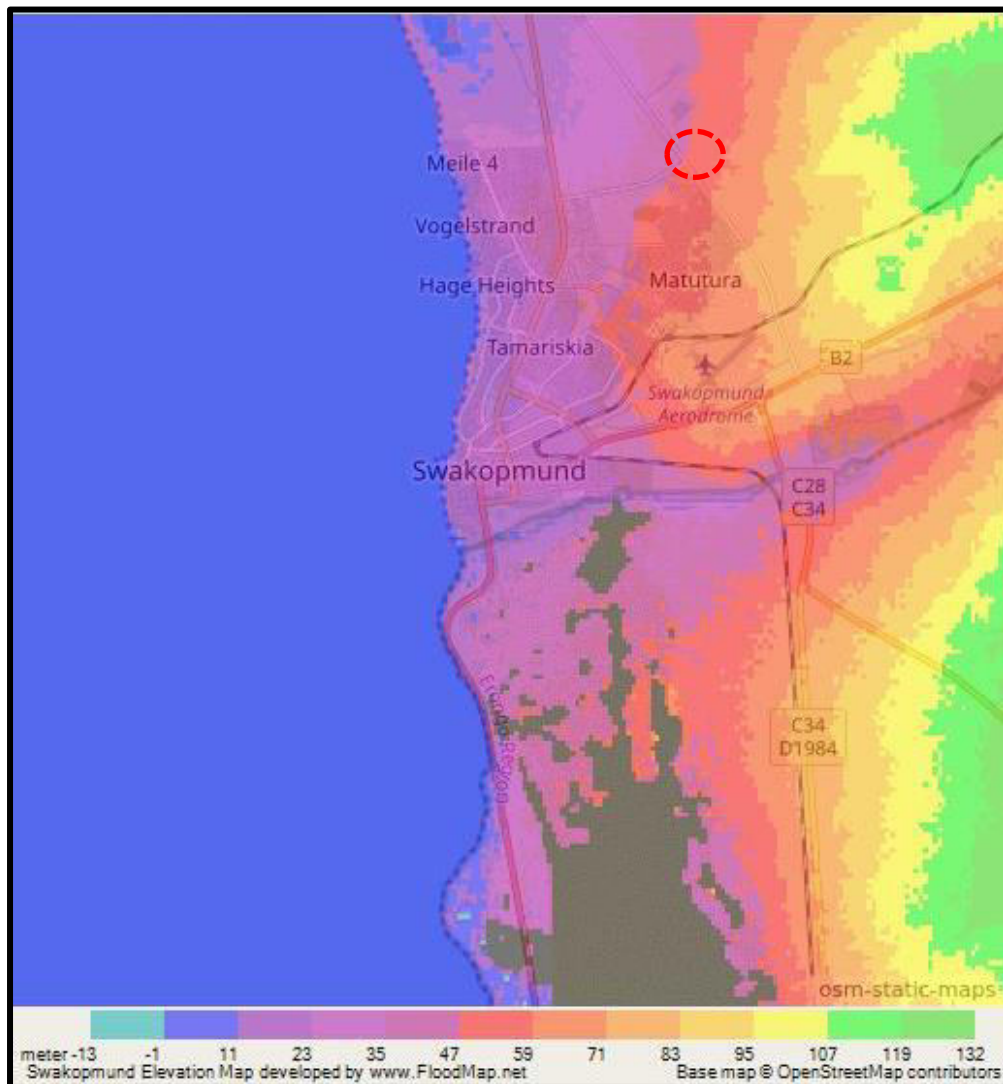 Meile 4
Vogelstrand
Hage Heights
Matutura
Tamariskia
B2
Swakopmund
Aerodrome
Swakopmund
C28
C34
Erongo Region
C34
D1984
osm-static-maps
meter -13 -1 11 23 35 47 59 71 83 95 107 119 132
Swakopmund Elevation Map developed by www.FloodMap.net Base map © OpenStreetMap contributors